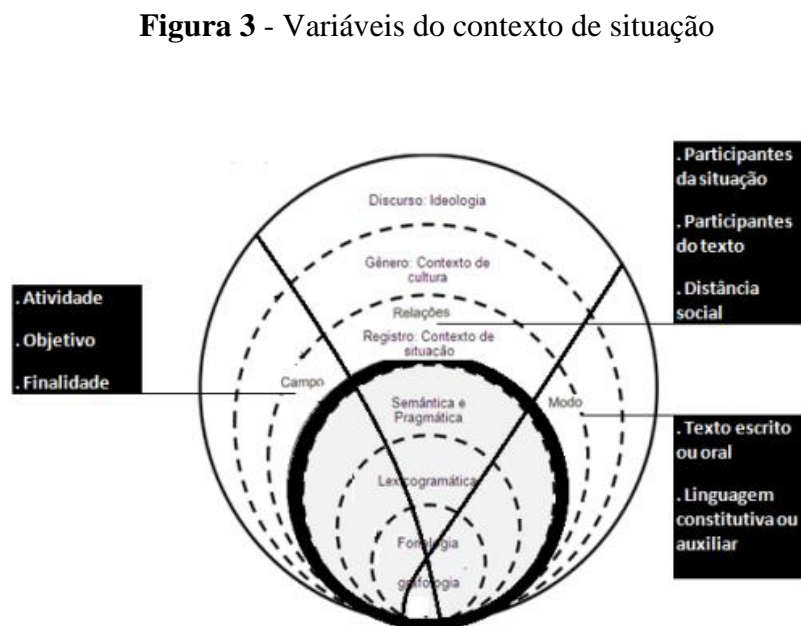 Figura 3 - Variáveis do contexto de situação
Discurso: Ideologia
Gênero: Contexto de
cultura
Relações
Registro: Contexto de
situação
Campo
Modo
Semântica e
Pragmática
Lexicogramática
Fonologia
grafologia
. Atividade
. Objetivo
. Finalidade
. Participantes
da situação
. Participantes
do texto
. Distância
social
. Texto escrito
ou oral
. Linguagem
constitutiva ou
auxiliar